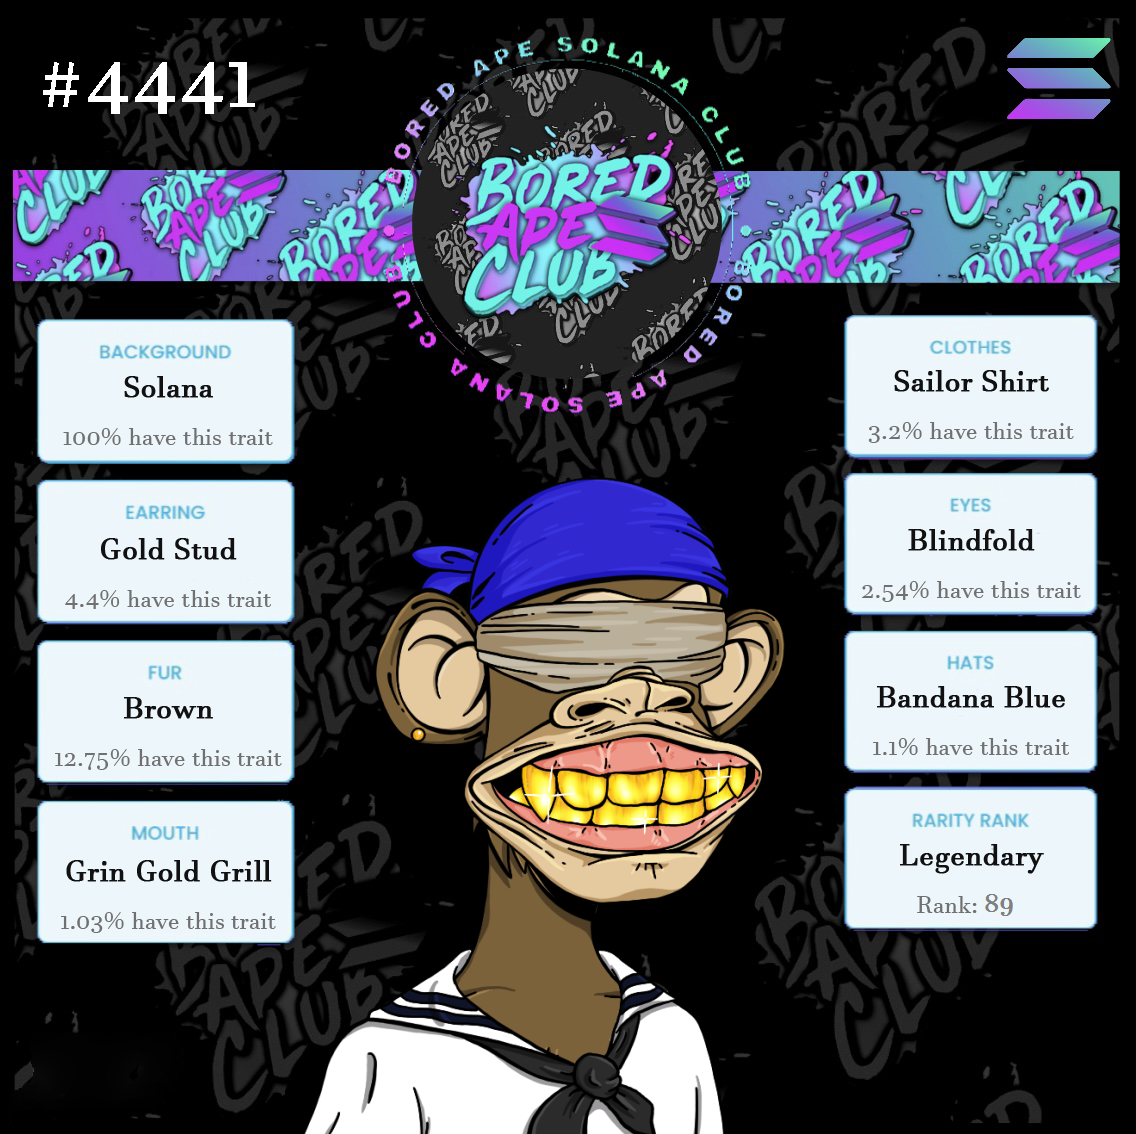 #4441
BORED APE SOLANA CLUB
BORED APE SOLANA CLUB
BORED
APE
CLUB
BACKGROUND
Solana
100% have this trait
EARRING
Gold Stud
4.4% have this trait
FUR
Brown
12.75% have this trait
MOUTH
Grin Gold Grill
1.03% have this trait
CLOTHES
Sailor Shirt
3.2% have this trait
EYES
Blindfold
2.54% have this trait
HATS
Bandana Blue
1.1% have this trait
RARITY RANK
Legendary
Rank: 89